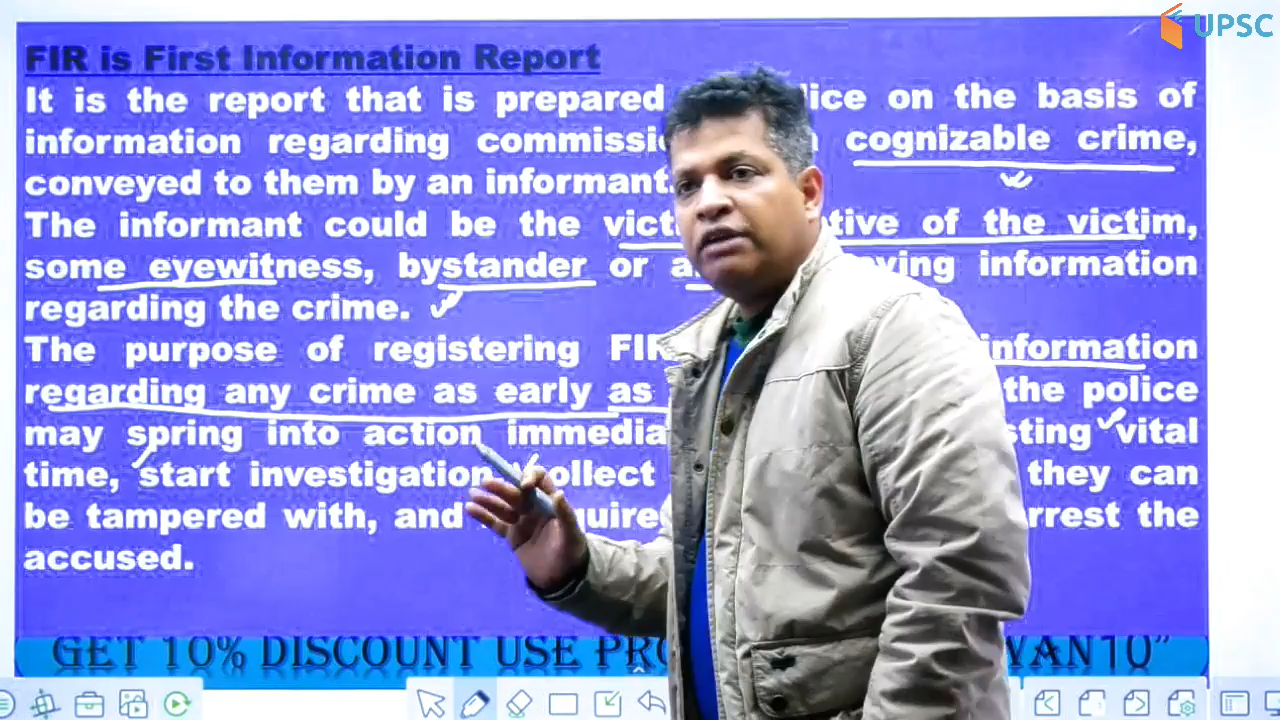 UPSC
FIR is First Information Report
It is the report that is prepared lice on the basis of
information regarding commissi cognizable crime,
conveyed to them by an informant.
The informant could be the vict tive of the victim,
some eyewitness, bystander or a ving information
regarding the crime.
The purpose of registering FIR information
regarding any crime as early as the police
may spring into action immedia sting vital
time, start investigation, collect they can
be tampered with, and quire rrest the
accused.
GET 10% DISCOUNT USE PRO WAN10”